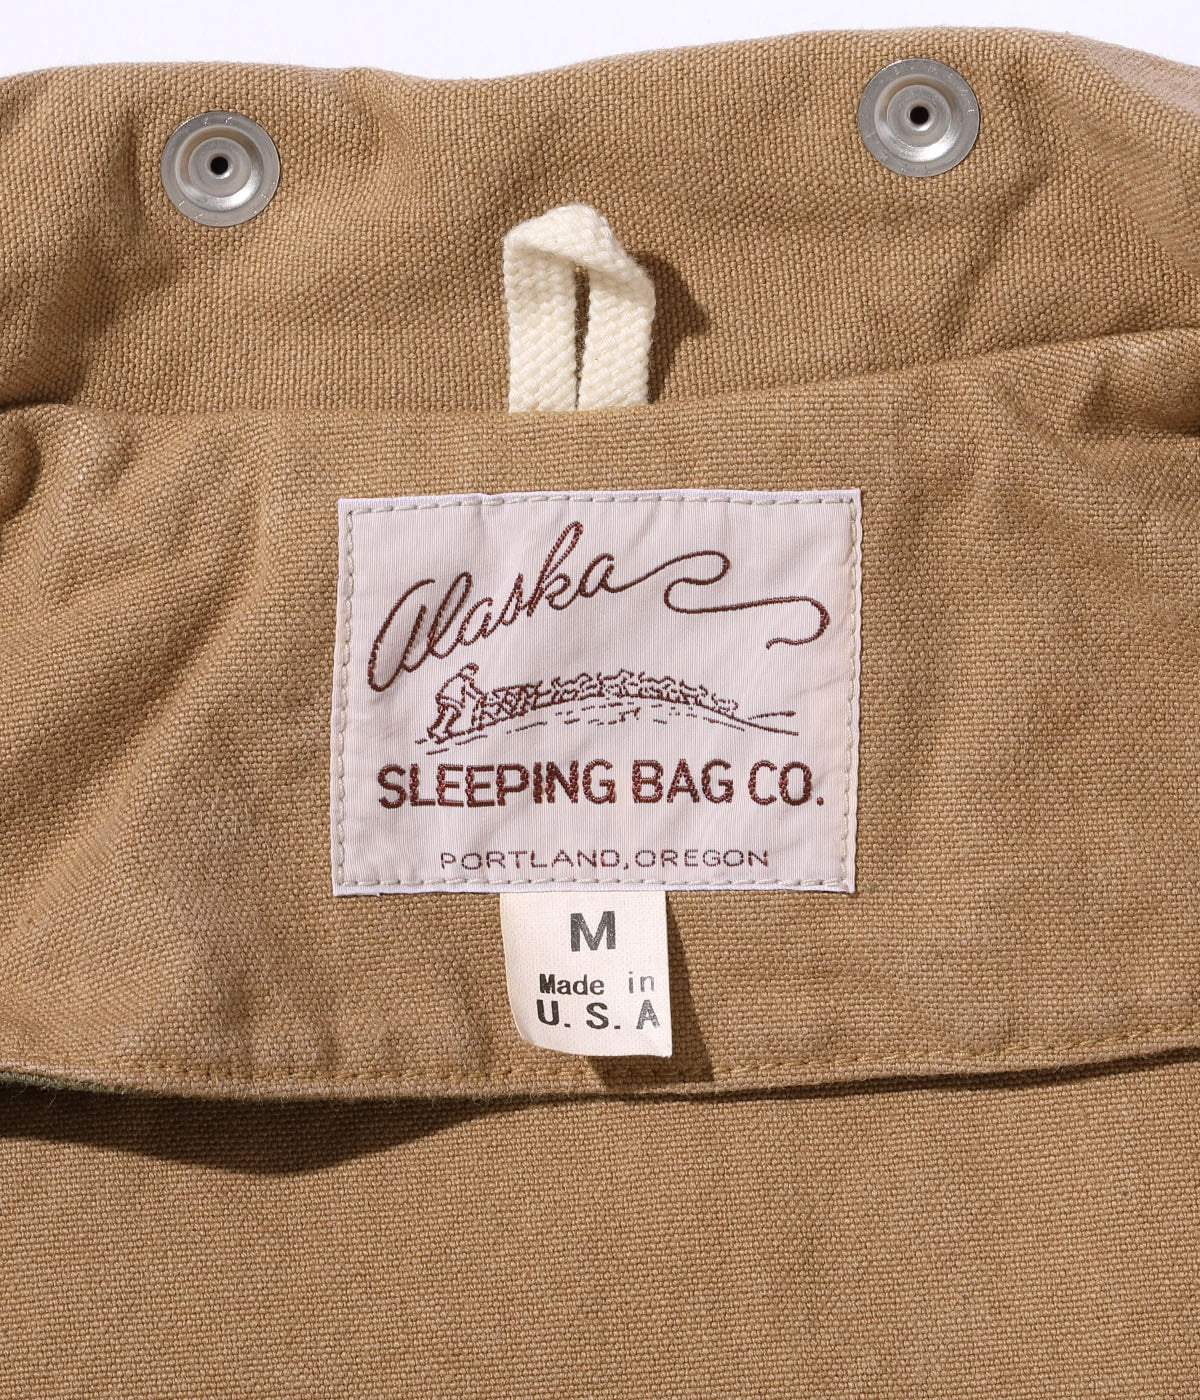 Alaska
SLEEPING BAG CO.
PORTLAND, OREGON
M
Made in
U.S.A